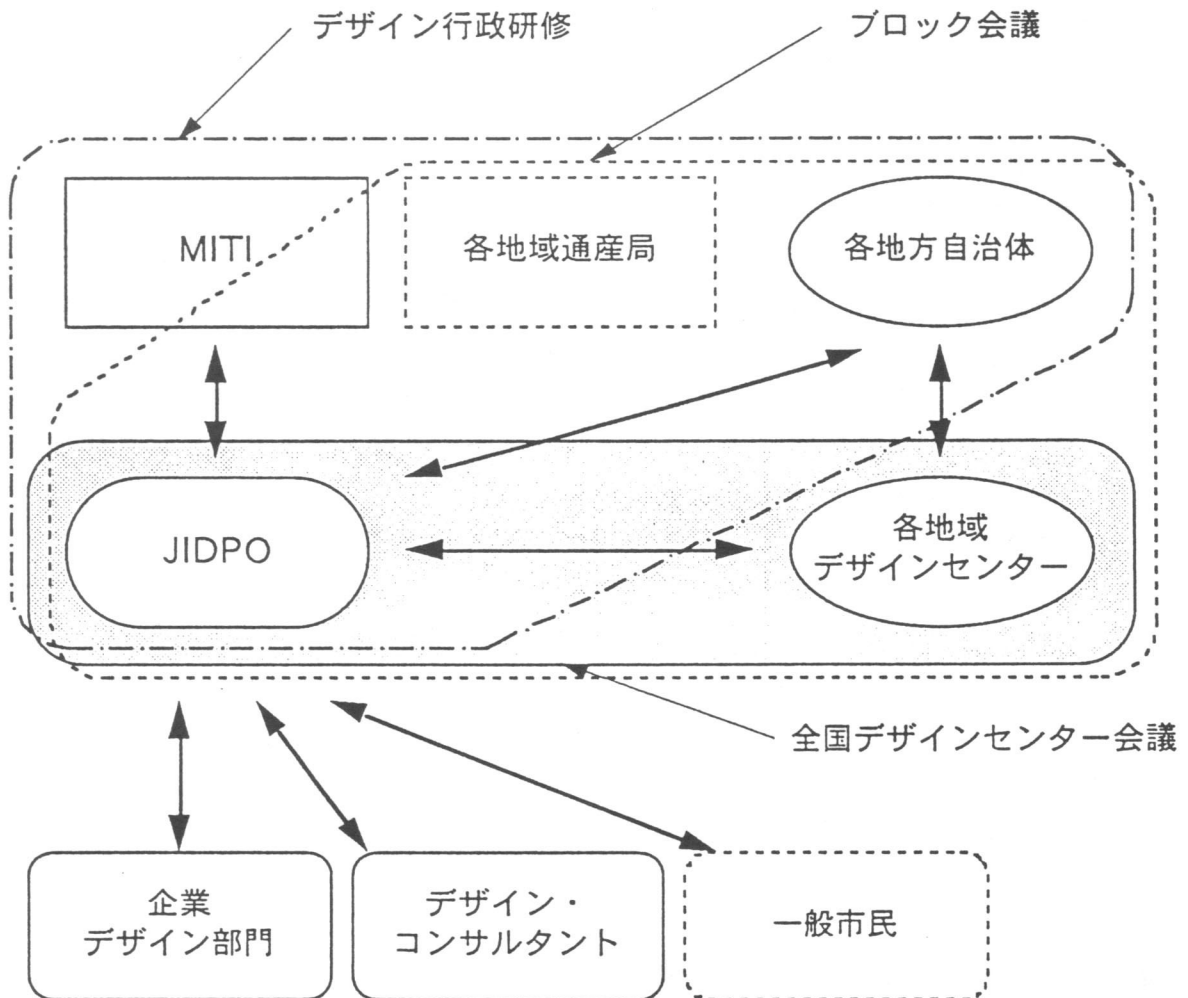 デザイン行政研修
ブロック会議
MITI
各地域通産局
各地方自治体
JIDPO
各地域
デザインセンター
全国デザインセンター会議
企業
デザイン部門
デザイン・
コンサルタント
一般市民